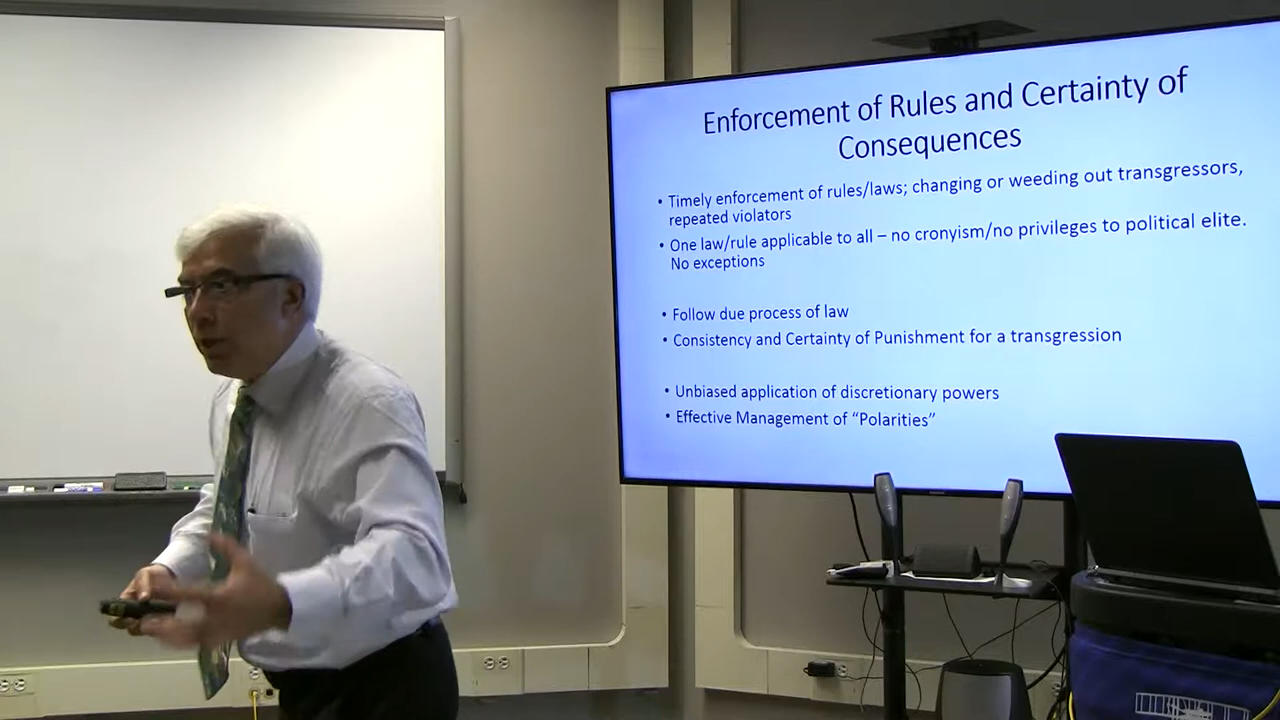 Enforcement of Rules and Certainty of
Consequences
• Timely enforcement of rules/laws; changing or weeding out transgressors,
repeated violators
• One law/rule applicable to all – no cronyism/no privileges to political elite.
No exceptions
• Follow due process of law
• Consistency and Certainty of Punishment for a transgression
• Unbiased application of discretionary powers
• Effective Management of “Polarities”